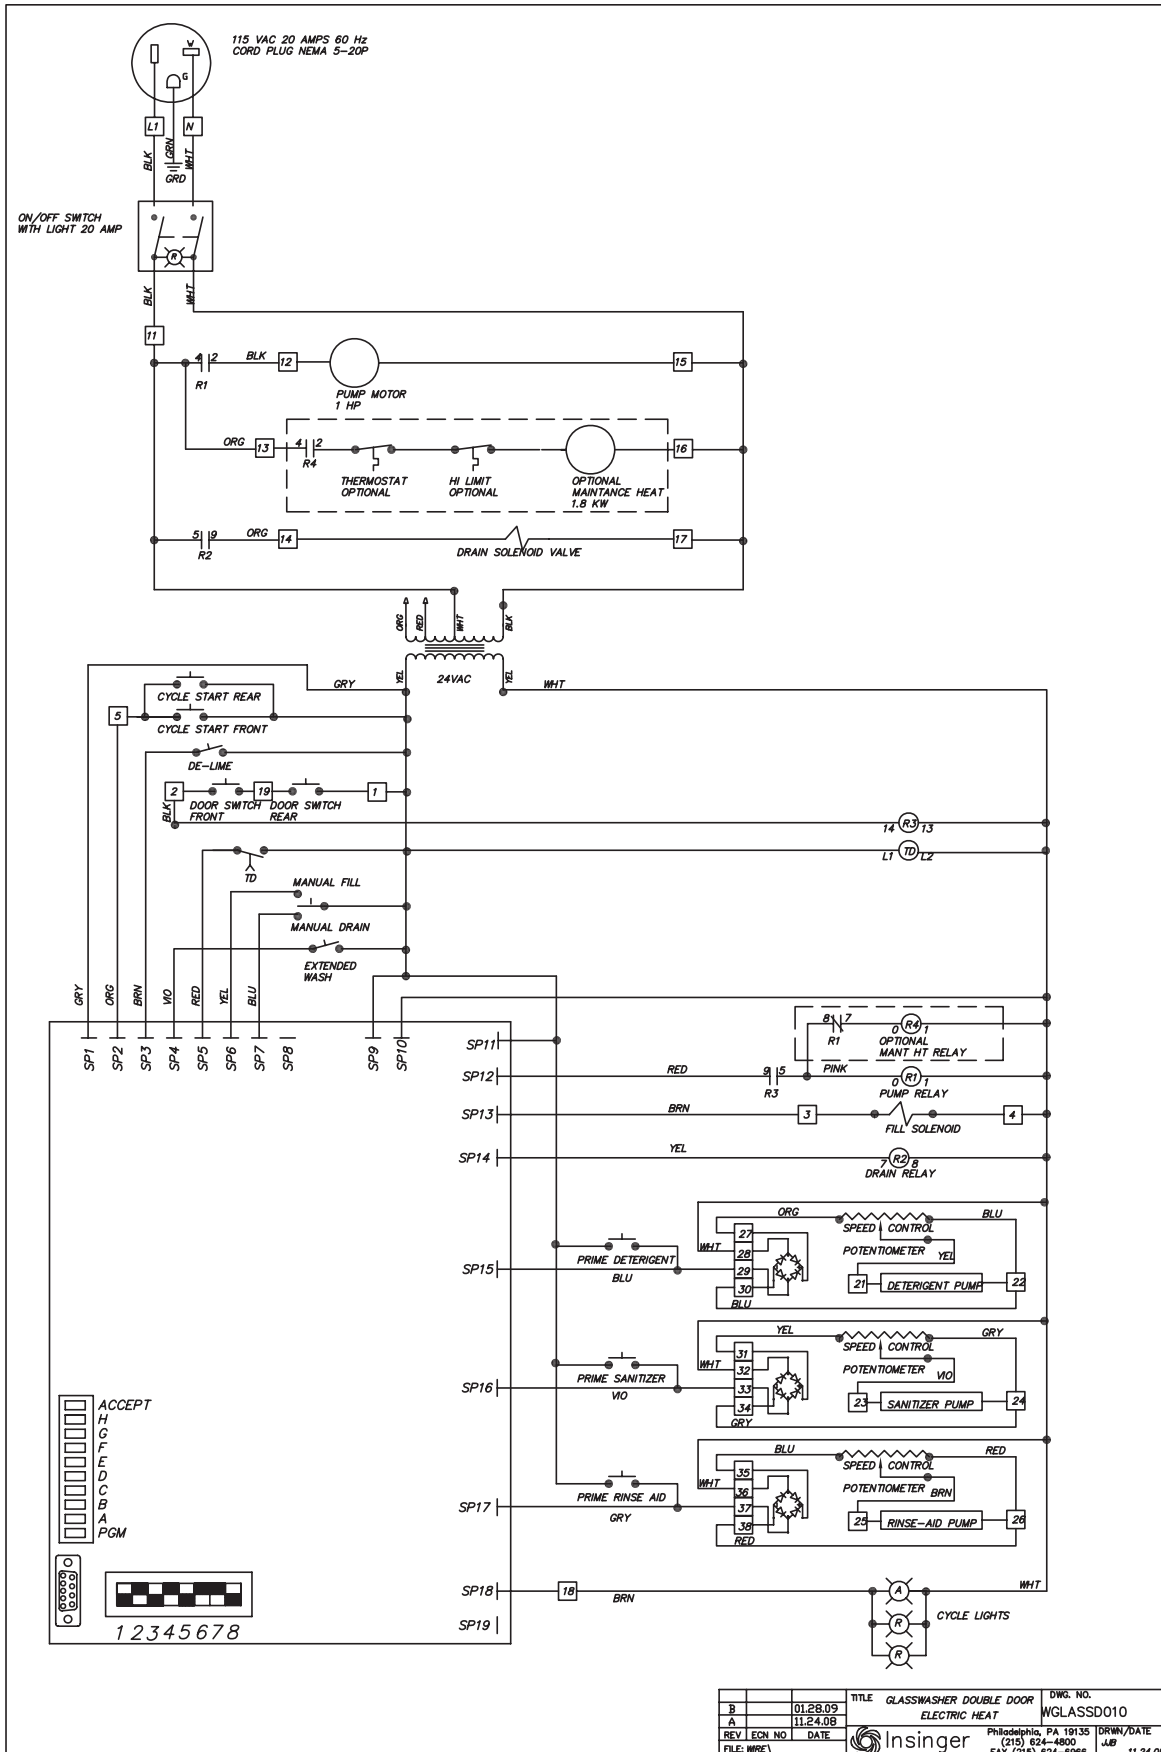 115 VAC 20 AMPS 60 Hz
CORD PLUG NEMA 5-20P
W
G
L1
N
BLK
GRN
WHT
GRD
ON/OFF SWITCH
WITH LIGHT 20 AMP
R
BLK
WHT
11
4 2
R1
BLK
12
PUMP MOTOR
1 HP
15
ORG
13
4 2
R4
THERMOSTAT
OPTIONAL
HI LIMIT
OPTIONAL
OPTIONAL
MAINTANCE HEAT
1.8 KW
16
5 9
R2
ORG
14
DRAIN SOLENOID VALVE
17
ORG
RED
WHT
BLK
YEL
24VAC
YEL
GRY
WHT
CYCLE START REAR
5
CYCLE START FRONT
DE-LIME
2
19
1
DOOR SWITCH
FRONT
DOOR SWITCH
REAR
BLK
14 R3 13
L1 TD L2
TD
MANUAL FILL
MANUAL DRAIN
EXTENDED
WASH
GRY
ORG
BRN
VIO
RED
YEL
BLU
SP1
SP2
SP3
SP4
SP5
SP6
SP7
SP8
SP9
SP10
SP11
8 7
R1
0 R4 1
OPTIONAL
MANT HT RELAY
SP12
RED
9 5
R3
PINK
0 R1 1
PUMP RELAY
SP13
BRN
3
FILL SOLENOID
4
SP14
YEL
7 R2 8
DRAIN RELAY
ORG
SPEED CONTROL
BLU
27
WHT
28
POTENTIOMETER
YEL
PRIME DETERIGENT
SP15
BLU
29
30
BLU
21
DETERIGENT PUMP
22
YEL
SPEED CONTROL
GRY
31
WHT
32
POTENTIOMETER
VIO
PRIME SANITIZER
SP16
VIO
33
34
GRY
23
SANITIZER PUMP
24
BLU
SPEED CONTROL
RED
35
WHT
36
POTENTIOMETER
BRN
PRIME RINSE AID
SP17
GRY
37
38
RED
25
RINSE-AID PUMP
26
ACCEPT
H
G
F
E
D
C
B
A
PGM
SP18
18
BRN
A
WHT
R
CYCLE LIGHTS
R
SP19
1 2 3 4 5 6 7 8
B 01.28.09
A 11.24.08
REV ECN NO DATE
FILE: WIRE\
TITLE GLASSWASHER DOUBLE DOOR
ELECTRIC HEAT
DWG. NO.
WGLASSD010
Insinger
Philadelphia, PA 19135
(215) 624-4800
DRWN/DATE
JJB